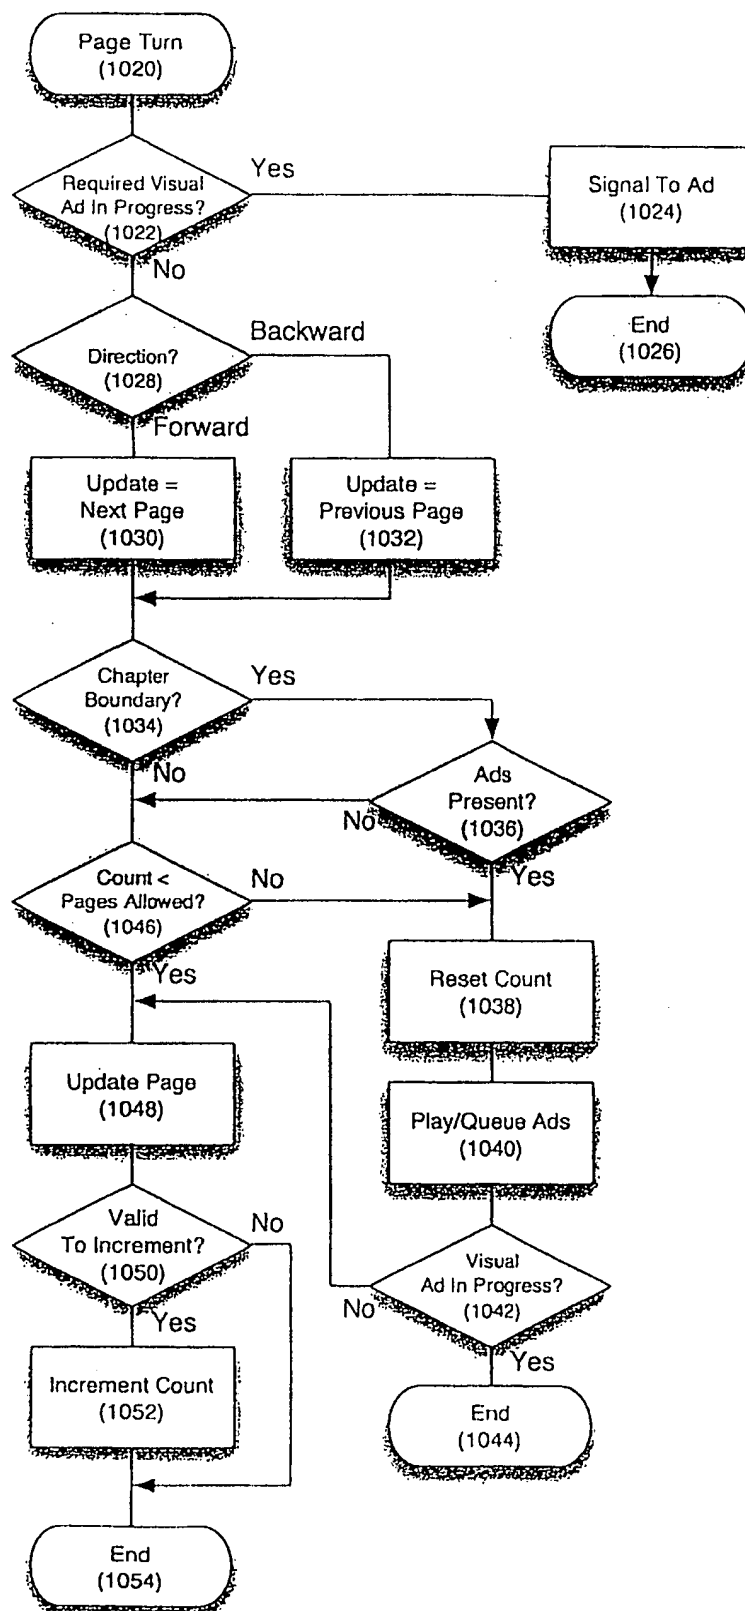 Page Turn
(1020)
Required Visual
Ad In Progress?
(1022)
Yes
No
Signal To Ad
(1024)
End
(1026)
Direction?
(1028)
Backward
Forward
Update =
Next Page
(1030)
Update =
Previous Page
(1032)
Chapter
Boundary?
(1034)
Yes
No
Ads
Present?
(1036)
No
Yes
Count <
Pages Allowed?
(1046)
No
Yes
Reset Count
(1038)
Update Page
(1048)
Play/Queue Ads
(1040)
Valid
To Increment?
(1050)
No
Yes
Visual
Ad In Progress?
(1042)
No
Yes
Increment Count
(1052)
End
(1044)
End
(1054)